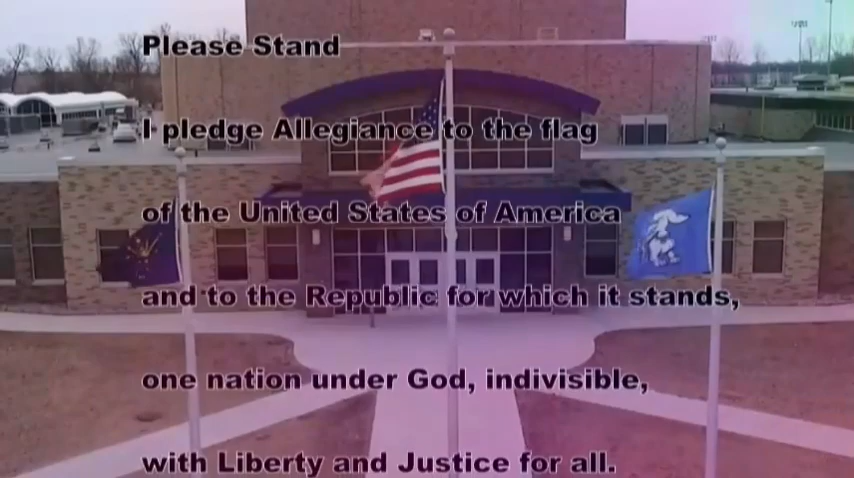 Please Stand
I pledge Allegiance to the flag
of the United States of America
and to the Republic for which it stands,
one nation under God, indivisible,
with Liberty and Justice for all.